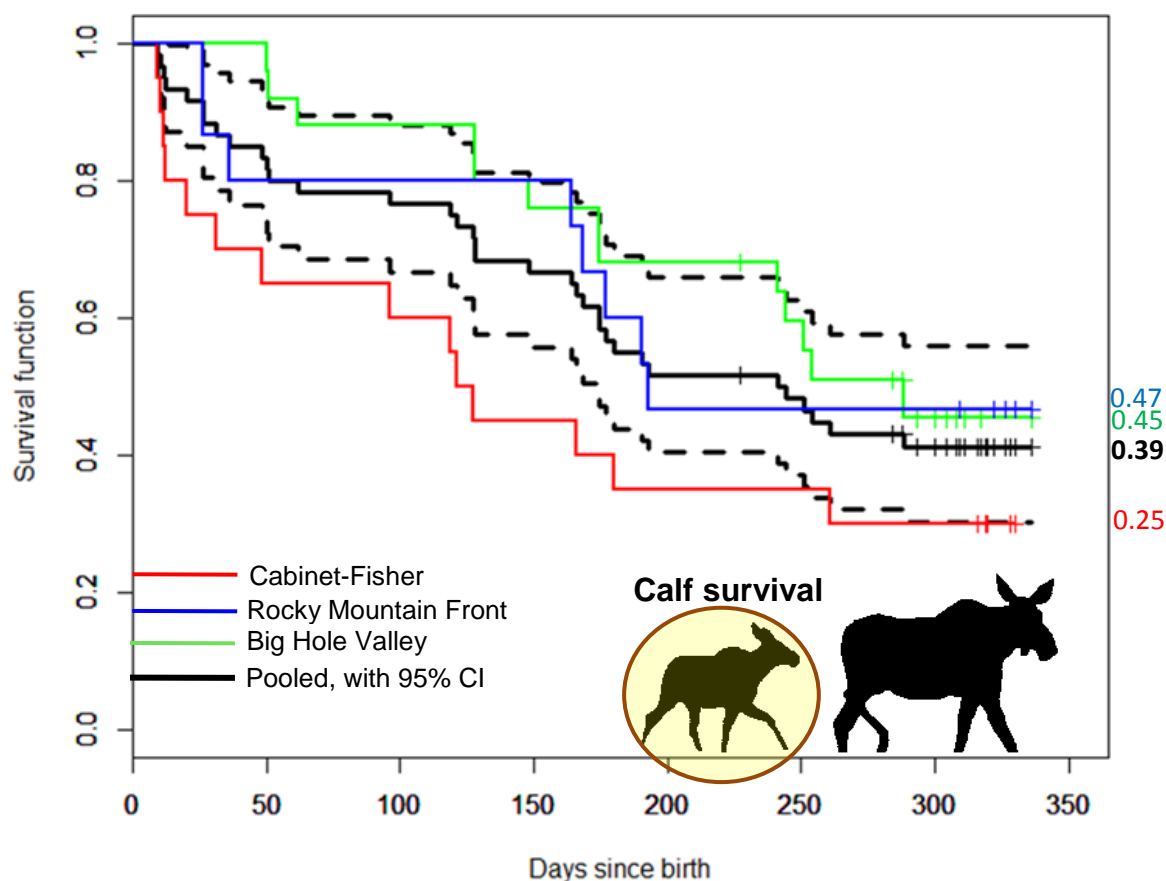 Survival function
1.0
0.8
0.6
0.4
0.2
0.0
0.47
0.45
0.39
0.25
Cabinet-Fisher
Rocky Mountain Front
Big Hole Valley
Pooled, with 95% CI
Calf survival
0 50 100 150 200 250 300 350
Days since birth